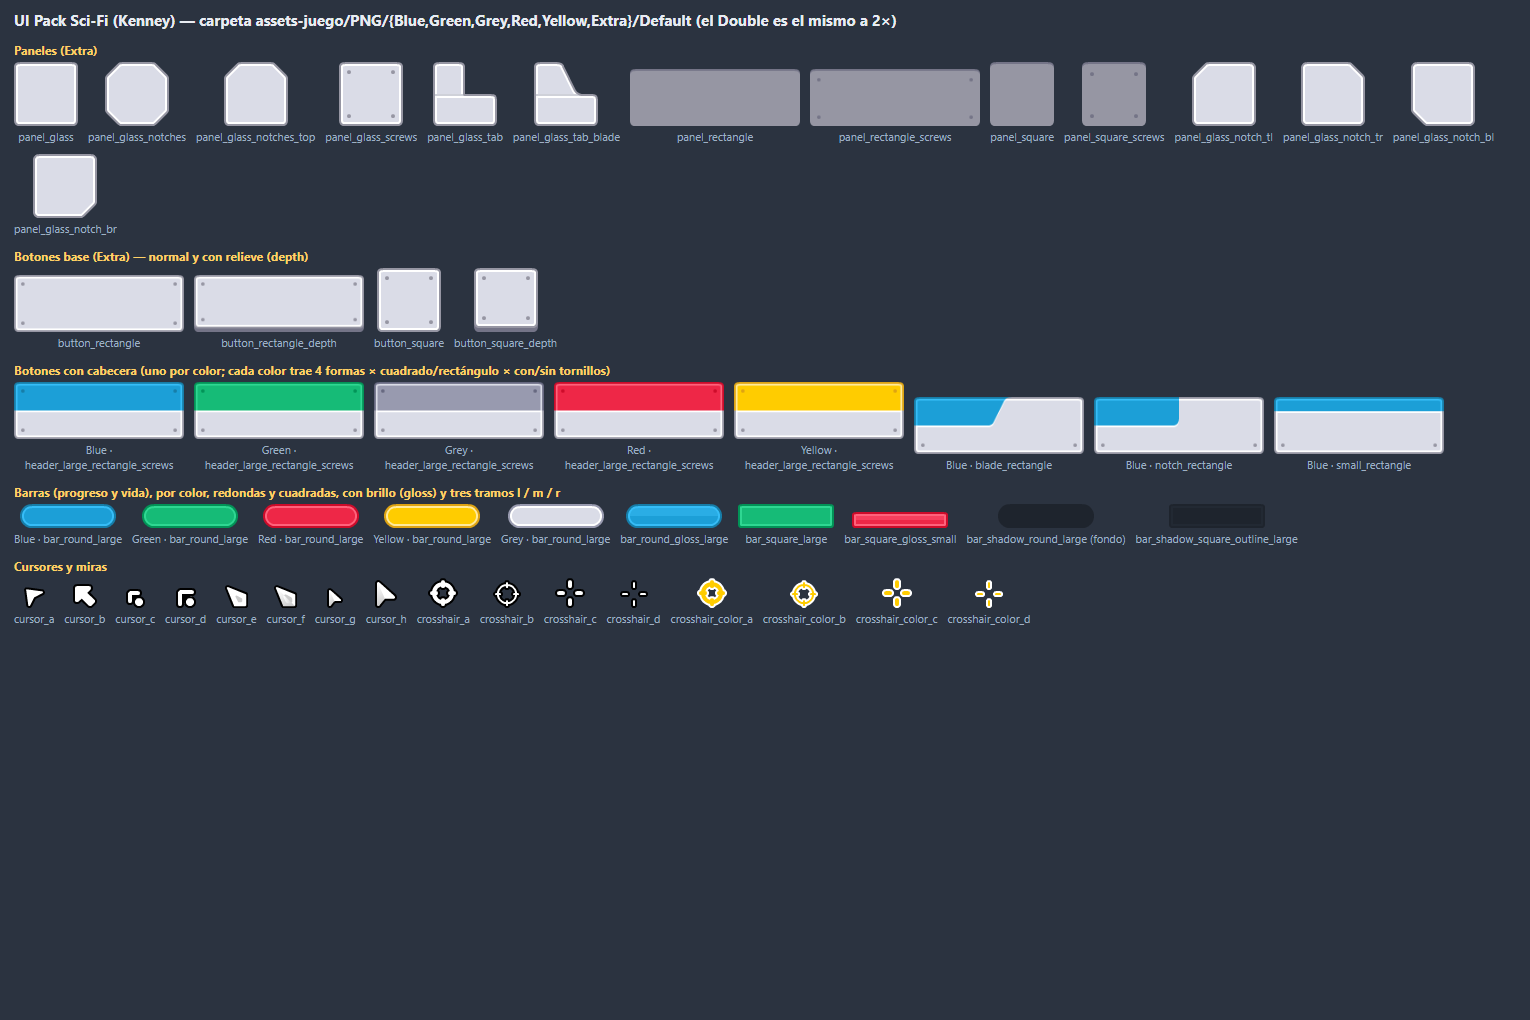 UI Pack Sci-Fi (Kenney) — carpeta assets-juego/PNG/{Blue,Green,Grey,Red,Yellow,Extra}/Default (el Double es el mismo a 2×)
Paneles (Extra)
panel_glass panel_glass_notches panel_glass_notches_top panel_glass_screws panel_glass_tab panel_glass_tab_blade panel_rectangle panel_rectangle_screws panel_square panel_square_screws panel_glass_notch_tl panel_glass_notch_tr panel_glass_notch_bl
panel_glass_notch_br
Botones base (Extra) — normal y con relieve (depth)
button_rectangle button_rectangle_depth button_square button_square_depth
Botones con cabecera (uno por color; cada color trae 4 formas × cuadrado/rectángulo × con/sin tornillos)
Blue · Green · Grey · Red · Yellow ·
header_large_rectangle_screws header_large_rectangle_screws header_large_rectangle_screws header_large_rectangle_screws header_large_rectangle_screws Blue · blade_rectangle Blue · notch_rectangle Blue · small_rectangle
Barras (progreso y vida), por color, redondas y cuadradas, con brillo (gloss) y tres tramos l / m / r
Blue · bar_round_large Green · bar_round_large Red · bar_round_large Yellow · bar_round_large Grey · bar_round_large bar_round_gloss_large bar_square_large bar_square_gloss_small bar_shadow_round_large (fondo) bar_shadow_square_outline_large
Cursores y miras
cursor_a cursor_b cursor_c cursor_d cursor_e cursor_f cursor_g cursor_h crosshair_a crosshair_b crosshair_c crosshair_d crosshair_color_a crosshair_color_b crosshair_color_c crosshair_color_d